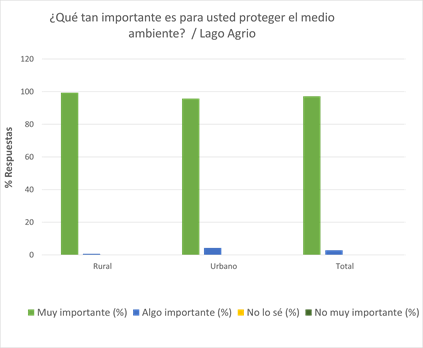 ¿Qué tan importante es para usted proteger el medio
ambiente? / Lago Agrio
120
100
80
60
40
20
0
% Respuestas
Rural
Urbano
Total
Muy importante (%)
Algo importante (%)
No lo sé (%)
No muy importante (%)